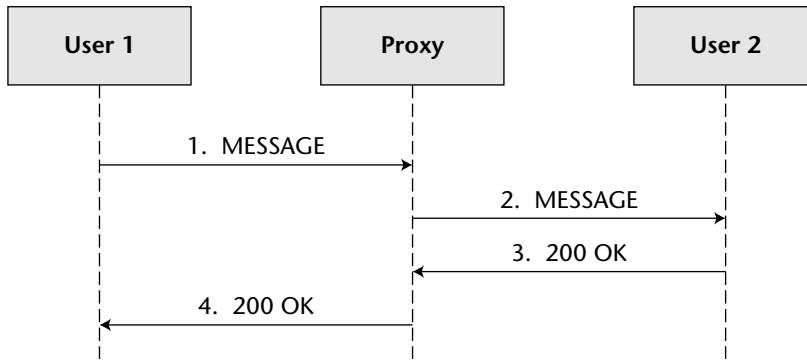 User 1
Proxy
User 2
1. MESSAGE
2. MESSAGE
3. 200 OK
4. 200 OK